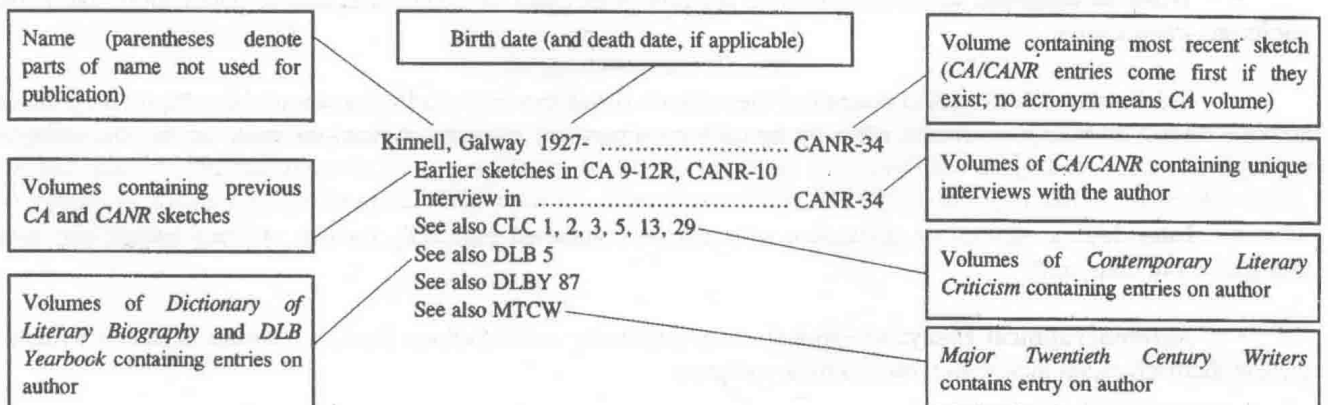 Name (parentheses denote
parts of name not used for
publication)
Birth date (and death date, if applicable)
Volume containing most recent sketch
(CA/CANR entries come first if they
exist; no acronym means CA volume)
Kinnell, Galway 1927- .................................. CANR-34
Earlier sketches in CA 9-12R, CANR-10
Interview in .............................................. CANR-34
See also CLC 1, 2, 3, 5, 13, 29
See also DLB 5
See also DLBY 87
See also MTCW
Volumes containing previous
CA and CANR sketches
Volumes of CA/CANR containing unique
interviews with the author
Volumes of Dictionary of
Literary Biography and DLB
Yearbook containing entries on
author
Volumes of Contemporary Literary
Criticism containing entries on author
Major Twentieth Century Writers
contains entry on author